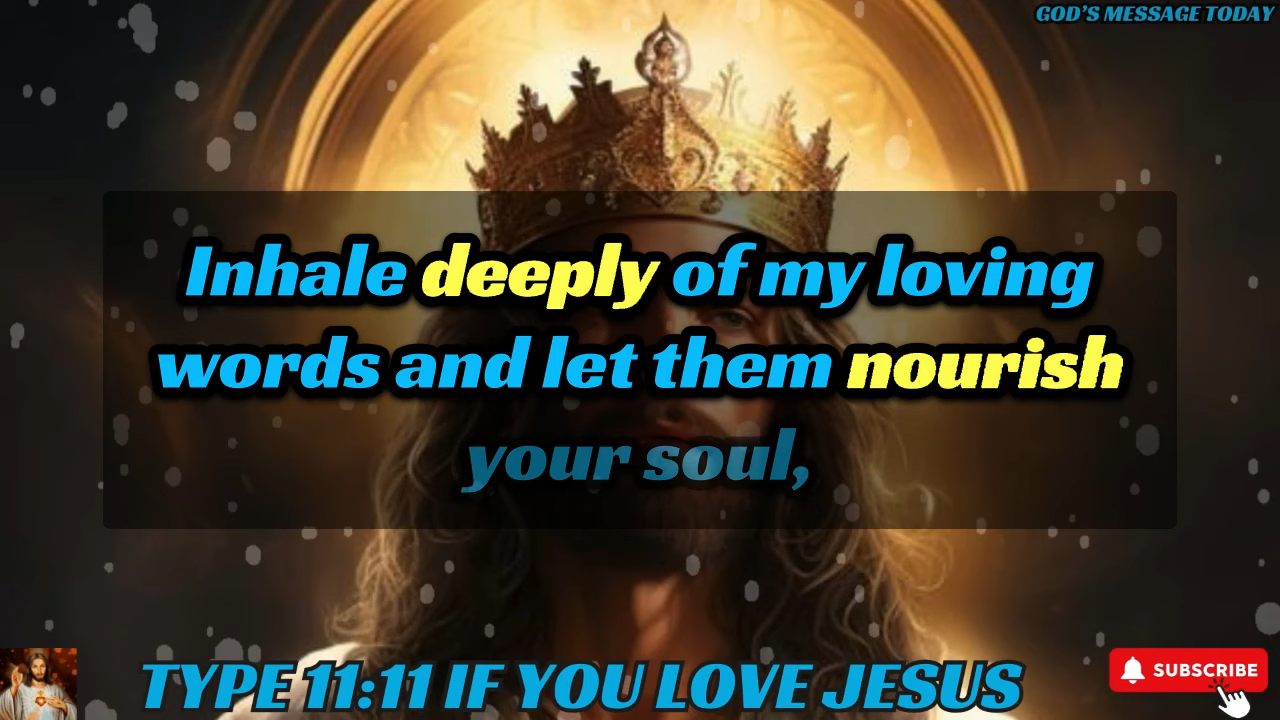 GOD'S MESSAGE TODAY
Inhale deeply of my loving
words and let them nourish
your soul,
TYPE 11:11 IF YOU LOVE JESUS
SUBSCRIBE